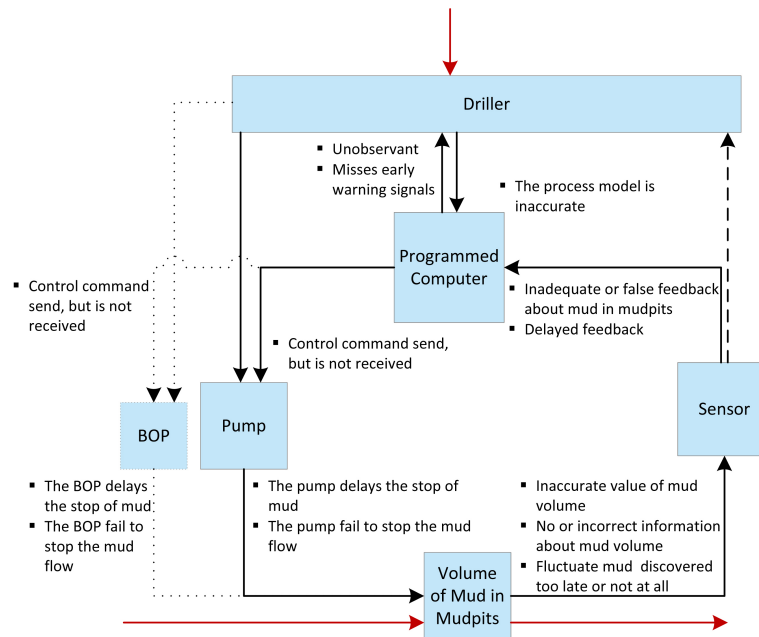 Driller
▪ Unobservant
▪ Misses early
warning signals
▪ The process model is
inaccurate
Programmed
Computer
▪ Control command
send, but is not
received
▪ Inadequate or false feedback
about mud in mudpits
▪ Delayed feedback
▪ Control command send,
but is not received
BOP
Pump
Sensor
▪ The BOP delays
the stop of mud
▪ The BOP fail to
stop the mud
flow
▪ The pump delays the stop of
mud
▪ The pump fail to stop the mud
flow
▪ Inaccurate value of mud
volume
▪ No or incorrect information
about mud volume
▪ Fluctuate mud discovered
too late or not at all
Volume
of Mud in
Mudpits